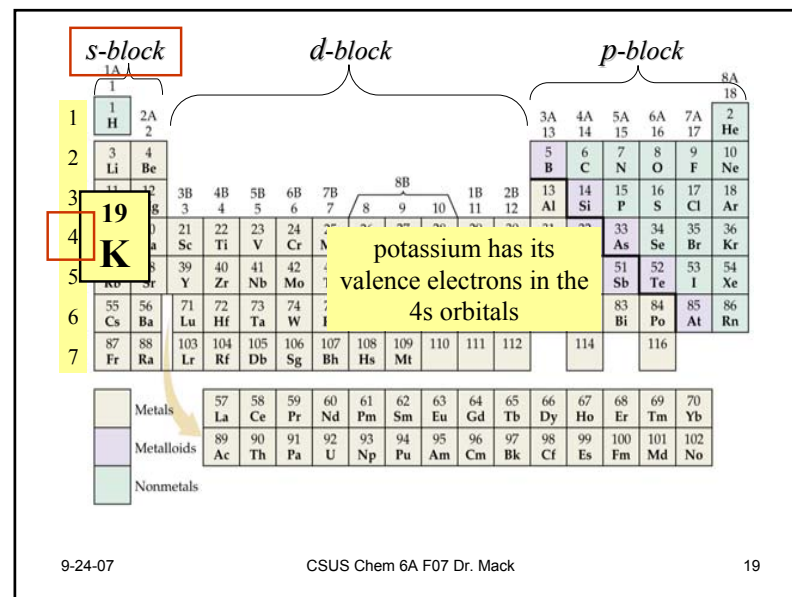 s-block d-block p-block
1A 8A
1 18
1 1 2A 3A 4A 5A 6A 7A 2
H 2 13 14 15 16 17 He
2 3 4 5 6 7 8 9 10
Li Be B C N O F Ne
3 11 12 3B 4B 5B 6B 7B 8B 1B 2B 13 14 15 16 17 18
3 4 5 6 7 8 9 10 11 12 Al Si P S Cl Ar
4 19 21 22 23 24 33 34 35 36
K Sc Ti V Cr As Se Br Kr
5 39 40 41 42 51 52 53 54
Rb Sr Y Zr Nb Mo Sb Te I Xe
potassium has its
valence electrons in the
4s orbitals
6 55 56 71 72 73 74 83 84 85 86
Cs Ba Lu Hf Ta W Bi Po At Rn
7 87 88 103 104 105 106 107 108 109 110 111 112 114 116
Fr Ra Lr Rf Db Sg Bh Hs Mt
Metals 57 58 59 60 61 62 63 64 65 66 67 68 69 70
La Ce Pr Nd Pm Sm Eu Gd Tb Dy Ho Er Tm Yb
Metalloids 89 90 91 92 93 94 95 96 97 98 99 100 101 102
Ac Th Pa U Np Pu Am Cm Bk Cf Es Fm Md No
Nonmetals
9-24-07 CSUS Chem 6A F07 Dr. Mack 19